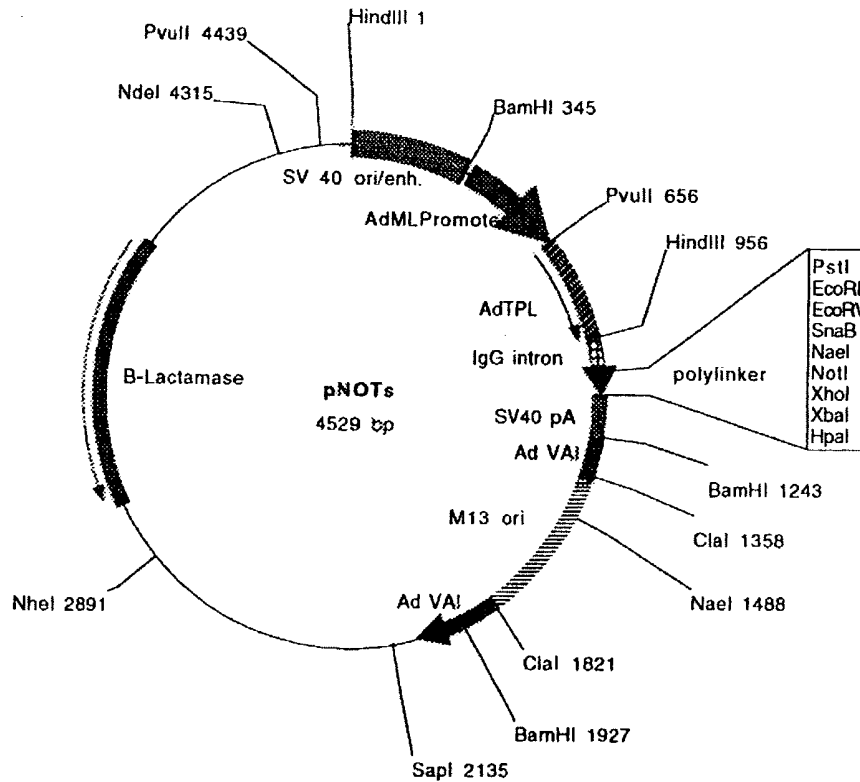 HindIII 1
PvuII 4439
NdeI 4315
BamHI 345
SV 40 ori/enh.
AdMLPromote
PvuII 656
HindIII 956
PstI
EcoRI
EcoRV
SnaB
NaeI
NotI
XhoI
XbaI
HpaI
AdTPL
IgG intron
polylinker
B-Lactamase
pNOTs
4529 bp
SV40 pA
Ad VAI
BamHI 1243
M13 ori
ClaI 1358
NaeI 1488
NheI 2891
Ad VAI
ClaI 1821
BamHI 1927
SapI 2135